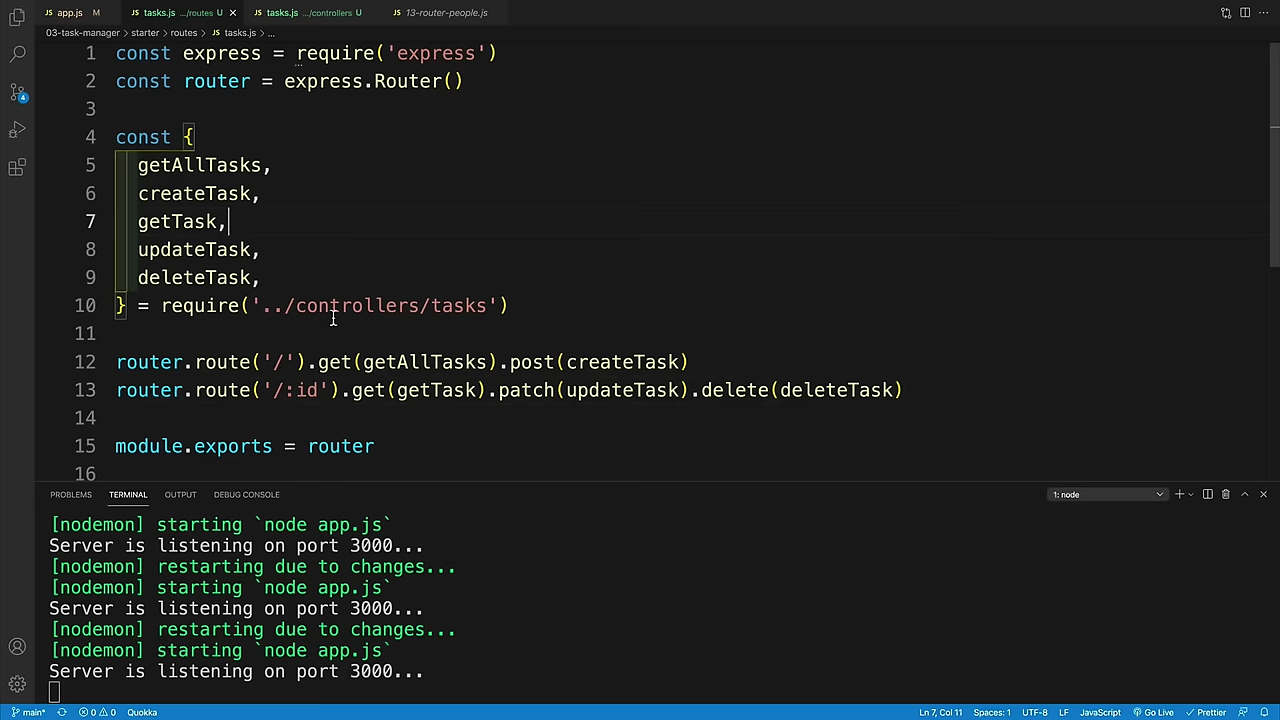 app.js M
tasks.js .../routes U
tasks.js .../controllers U
13-router-people.js
03-task-manager > starter > routes > tasks.js > ...
1 const express = require('express')
2 const router = express.Router()
3
4 const {
5 getAllTasks,
6 createTask,
7 getTask,
8 updateTask,
9 deleteTask,
10 } = require('../controllers/tasks')
11
12 router.route('/').get(getAllTasks).post(createTask)
13 router.route('/:id').get(getTask).patch(updateTask).delete(deleteTask)
14
15 module.exports = router
16
4
PROBLEMS TERMINAL OUTPUT DEBUG CONSOLE 1: node
[nodemon] starting `node app.js`
Server is listening on port 3000...
[nodemon] restarting due to changes...
[nodemon] starting `node app.js`
Server is listening on port 3000...
[nodemon] restarting due to changes...
[nodemon] starting `node app.js`
Server is listening on port 3000...
main* 0 0 Quokka Ln 7, Col 11 Spaces: 1 UTF-8 LF JavaScript Go Live Prettier